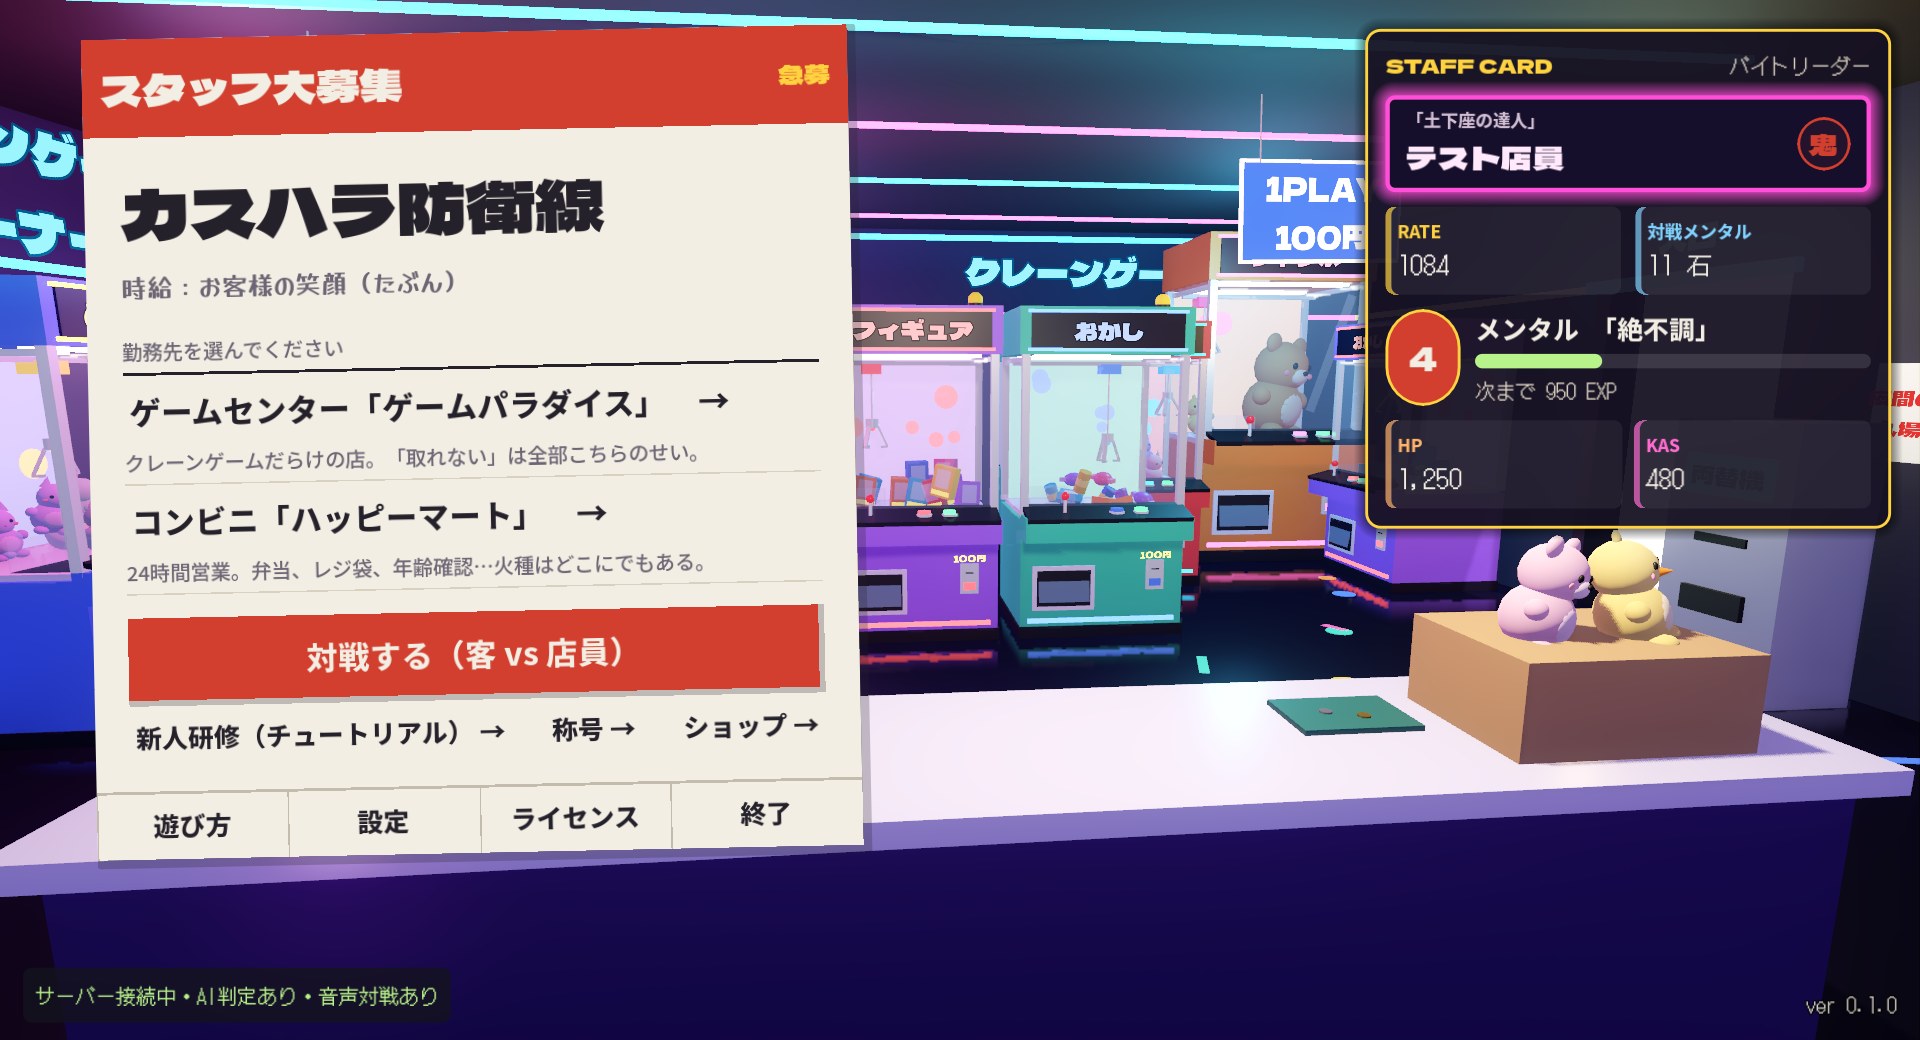 スタッフ大募集
急募
カスハラ防衛線
時給：お客様の笑顔（たぶん）
勤務先を選んでください
ゲームセンター「ゲームパラダイス」 →
クレーンゲームだらけの店。「取れない」は全部こちらのせい。
コンビニ「ハッピーマート」 →
24時間営業。弁当、レジ袋、年齢確認…火種はどこにでもある。
対戦する（客 vs 店員）
新人研修（チュートリアル）→ 称号→ ショップ→
遊び方 設定 ライセンス 終了
サーバー接続中・AI判定あり・音声対戦あり
クレーンゲー
フィギュア
おかし
1PLAY
100円
100円
100円
STAFF CARD
バイトリーダー
「土下座の達人」
テスト店員
鬼
RATE
1084
対戦メンタル
11 石
4
メンタル 「絶不調」
次まで 950 EXP
HP
1,250
KAS
480
両替機
ver 0.1.0